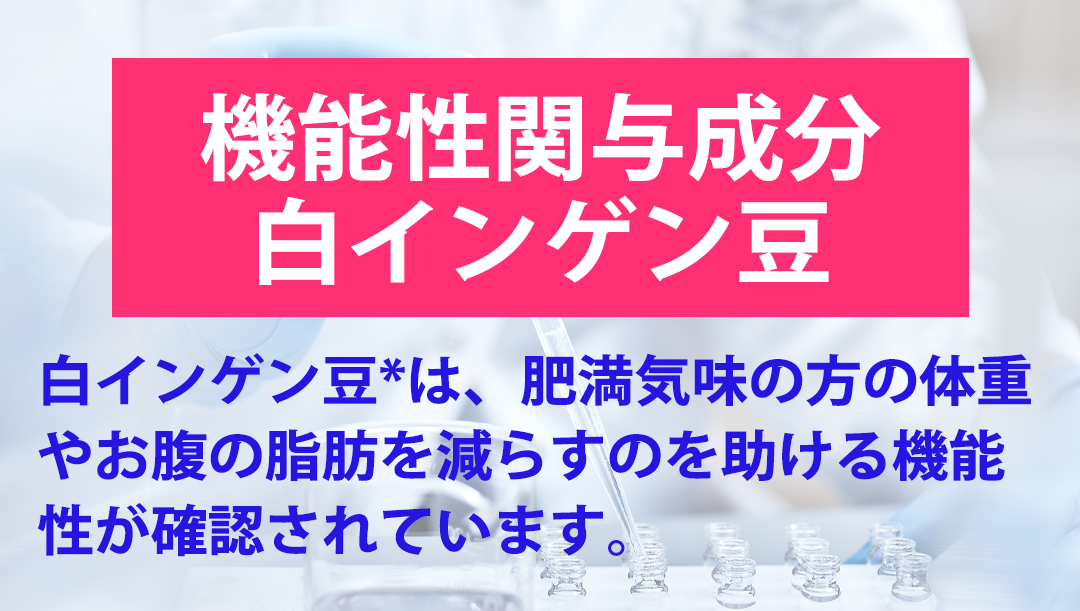 機能性関与成分
白インゲン豆
白インゲン豆*は、肥満気味の方の体重
やお腹の脂肪を減らすのを助ける機能
性が確認されています。